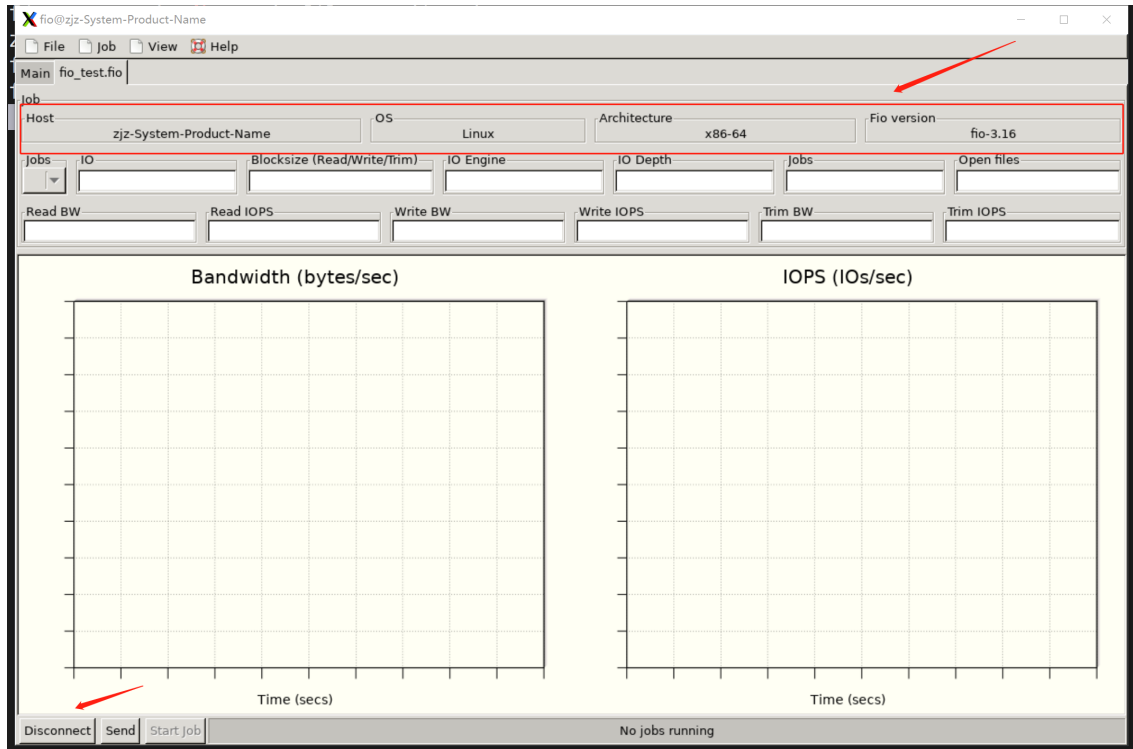 fio@zjz-System-Product-Name
File Job View Help
Main fio_test.fio
Job
Host OS Architecture Fio version
zjz-System-Product-Name Linux x86-64 fio-3.16
Jobs IO Blocksize (Read/Write/Trim) IO Engine IO Depth Jobs Open files
Read BW Read IOPS Write BW Write IOPS Trim BW Trim IOPS
Bandwidth (bytes/sec) IOPS (IOs/sec)
Time (secs) Time (secs)
Disconnect Send Start Job No jobs running